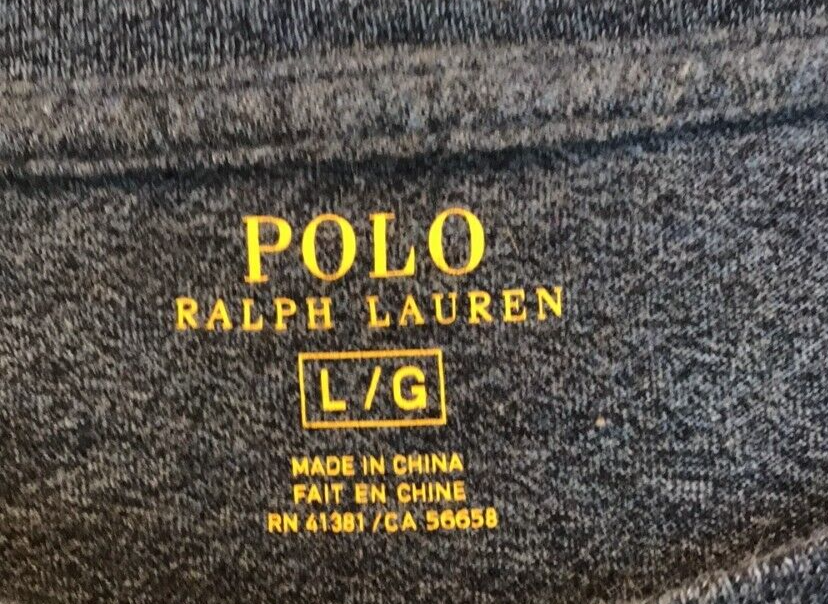 POLO
RALPH LAUREN
L/G
MADE IN CHINA
FAIT EN CHINE
RN 41381/CA 56658